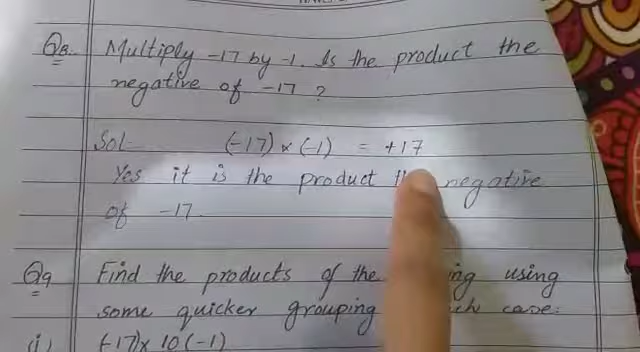 Q8. Multiply -17 by -1. Is the product the
negative of -17 ?
Sol- (-17) × (-1) = +17
Yes it is the product negative
of -17.
Q9 Find the products of the using
some quicker grouping case:
(i) (-17) × 10 (-1)